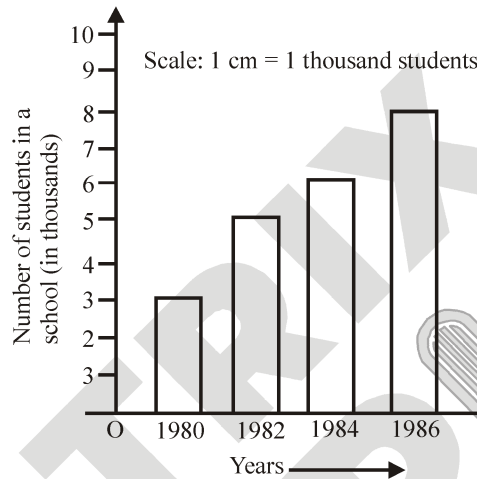 10
Scale: 1 cm = 1 thousand students
9
8
7
6
5
4
3
2
3
Number of students in a
school (in thousands)
O 1980 1982 1984 1986
Years
TRIX